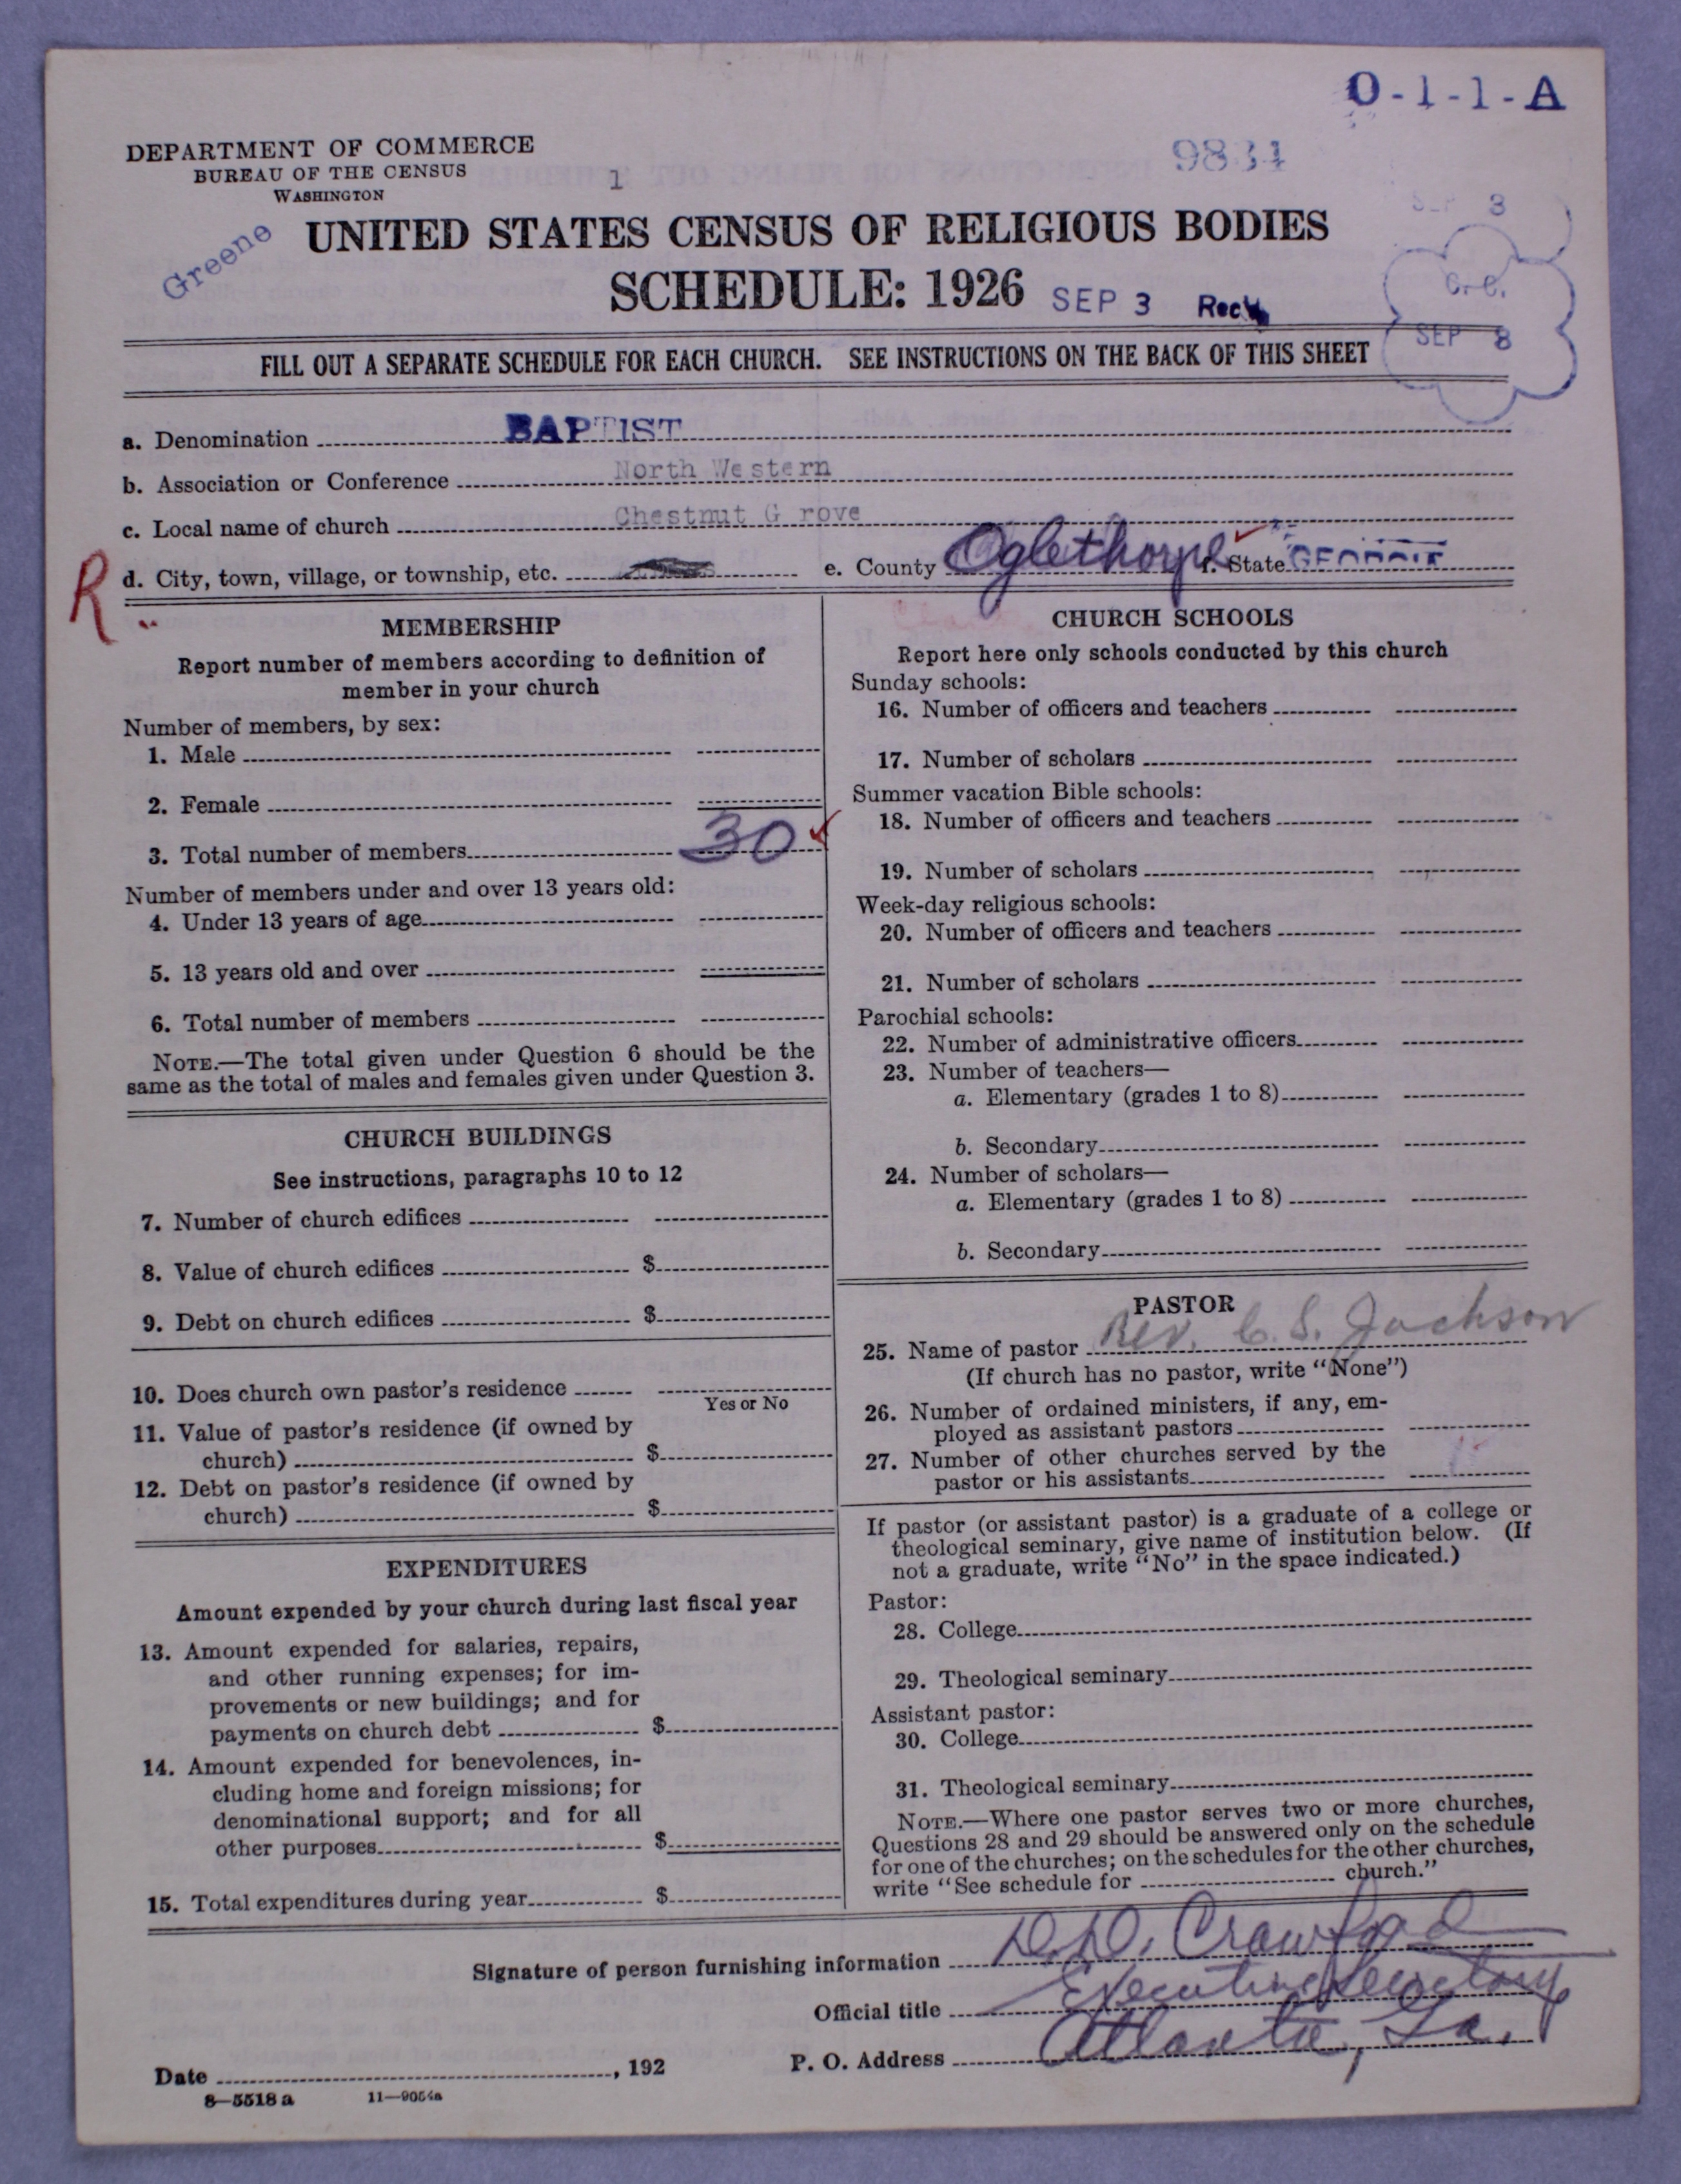 O-1-1-A
DEPARTMENT OF COMMERCE
BUREAU OF THE CENSUS
WASHINGTON
1
9834
Greene
SEP 3
UNITED STATES CENSUS OF RELIGIOUS BODIES
SCHEDULE: 1926
SEP 3 Rec'd
SEP 8
FILL OUT A SEPARATE SCHEDULE FOR EACH CHURCH. SEE INSTRUCTIONS ON THE BACK OF THIS SHEET
a. Denomination BAPTIST
b. Association or Conference North Western
c. Local name of church Chestnut G rove
R d. City, town, village, or township, etc. e. County Oglethorpe f. State GEORGIA
MEMBERSHIP
Report number of members according to definition of
member in your church
Number of members, by sex:
1. Male
2. Female
3. Total number of members 30
Number of members under and over 13 years old:
4. Under 13 years of age
5. 13 years old and over
6. Total number of members
NOTE.—The total given under Question 6 should be the
same as the total of males and females given under Question 3.
CHURCH BUILDINGS
See instructions, paragraphs 10 to 12
7. Number of church edifices
8. Value of church edifices $
9. Debt on church edifices $
10. Does church own pastor's residence
Yes or No
11. Value of pastor's residence (if owned by
church) $
12. Debt on pastor's residence (if owned by
church) $
EXPENDITURES
Amount expended by your church during last fiscal year
13. Amount expended for salaries, repairs,
and other running expenses; for im-
provements or new buildings; and for
payments on church debt $
14. Amount expended for benevolences, in-
cluding home and foreign missions; for
denominational support; and for all
other purposes $
15. Total expenditures during year $
CHURCH SCHOOLS
Report here only schools conducted by this church
Sunday schools:
16. Number of officers and teachers
17. Number of scholars
Summer vacation Bible schools:
18. Number of officers and teachers
19. Number of scholars
Week-day religious schools:
20. Number of officers and teachers
21. Number of scholars
Parochial schools:
22. Number of administrative officers
23. Number of teachers—
a. Elementary (grades 1 to 8)
b. Secondary
24. Number of scholars—
a. Elementary (grades 1 to 8)
b. Secondary
PASTOR
25. Name of pastor Rev. C. S. Jackson
(If church has no pastor, write "None")
26. Number of ordained ministers, if any, em-
ployed as assistant pastors
27. Number of other churches served by the
pastor or his assistants
If pastor (or assistant pastor) is a graduate of a college or
theological seminary, give name of institution below. (If
not a graduate, write "No" in the space indicated.)
Pastor:
28. College
29. Theological seminary
Assistant pastor:
30. College
31. Theological seminary
NOTE.—Where one pastor serves two or more churches,
Questions 28 and 29 should be answered only on the schedule
for one of the churches; on the schedules for the other churches,
write "See schedule for church."
Signature of person furnishing information D. D. Crawford
Official title Executive Secretary
Date , 192 P. O. Address Atlanta, Ga.
8—5518 a 11—9054a